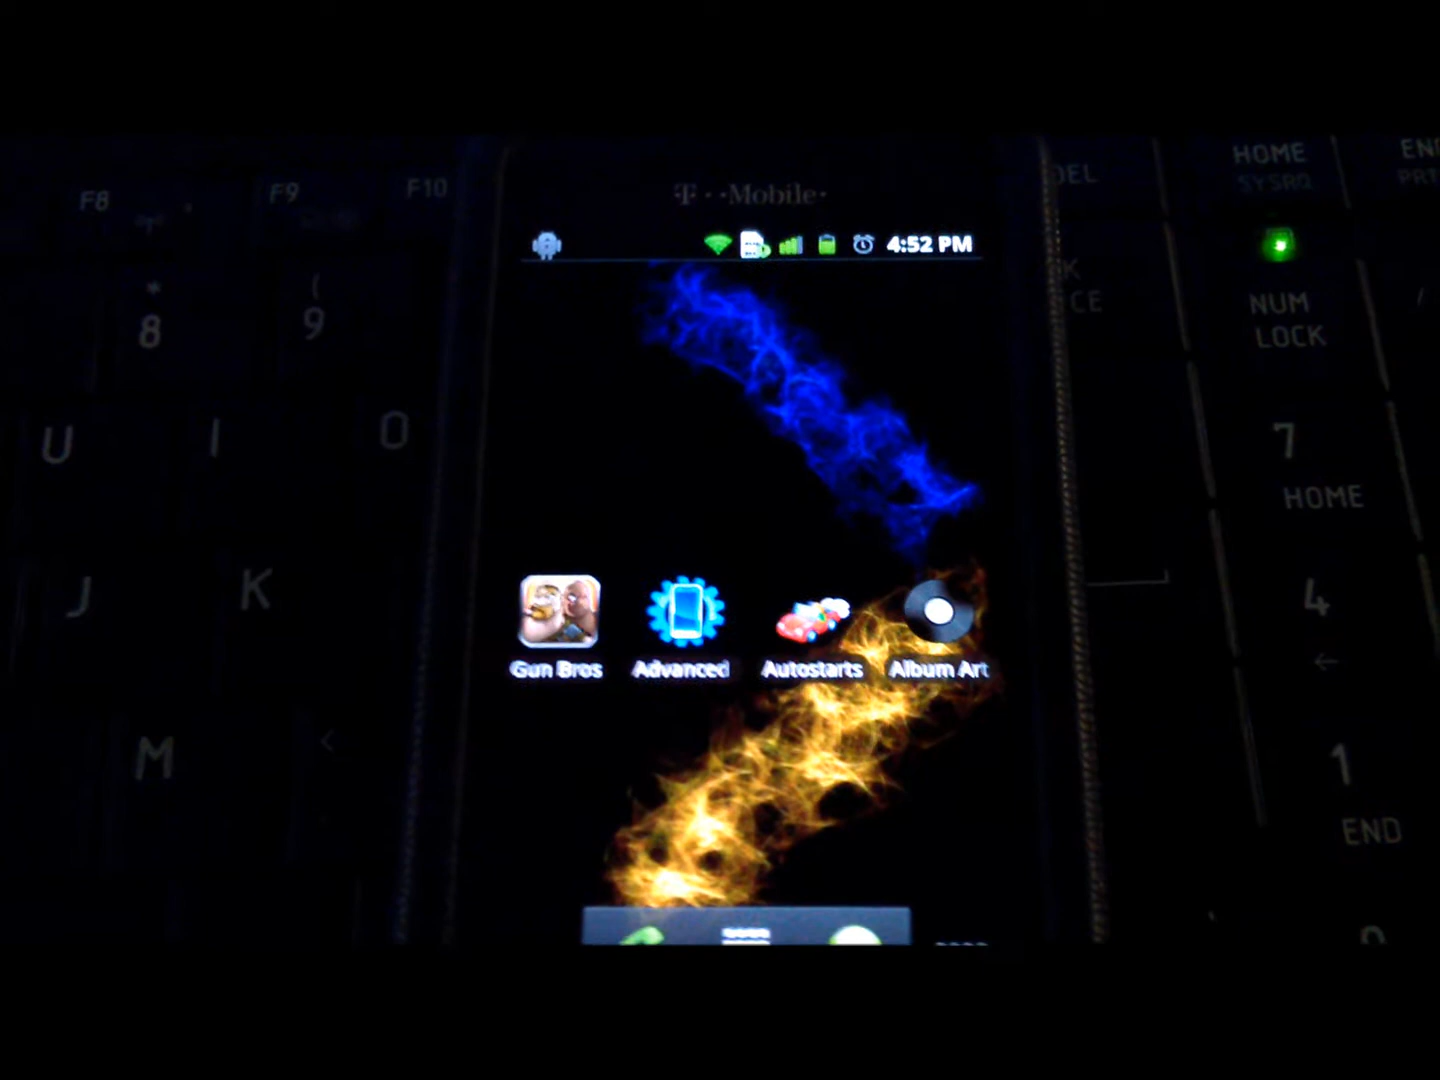 F8
F9
F10
DEL
HOME
SYSRQ
T··Mobile·
4:52 PM
*
8
(
9
K
CE
NUM
LOCK
/
U
I
O
7
HOME
J
K
4
←
Gun Bros
Advanced
Autostarts
Album Art
M
<
1
END